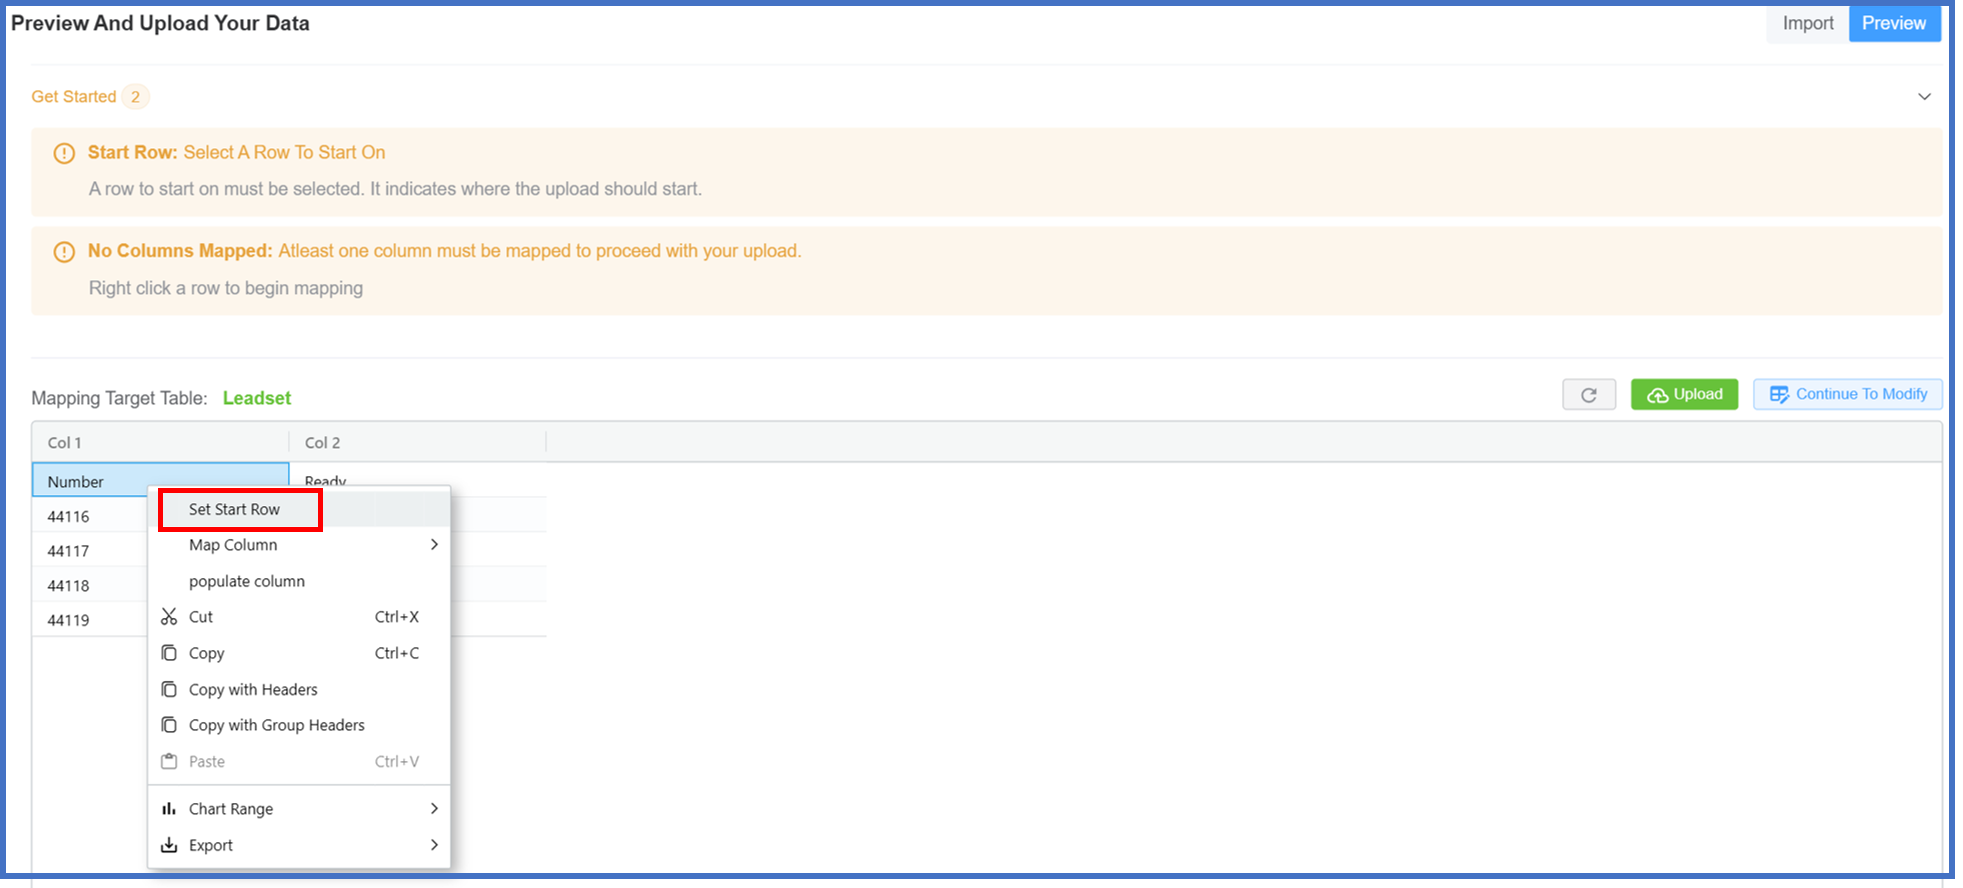 Preview And Upload Your Data
Import
Preview
Get Started 2
Start Row: Select A Row To Start On
A row to start on must be selected. It indicates where the upload should start.
No Columns Mapped: Atleast one column must be mapped to proceed with your upload.
Right click a row to begin mapping
Mapping Target Table: Leadset
Upload
Continue To Modify
Col 1
Col 2
Number
Ready
44116
44117
44118
44119
Set Start Row
Map Column
populate column
Cut Ctrl+X
Copy Ctrl+C
Copy with Headers
Copy with Group Headers
Paste Ctrl+V
Chart Range
Export